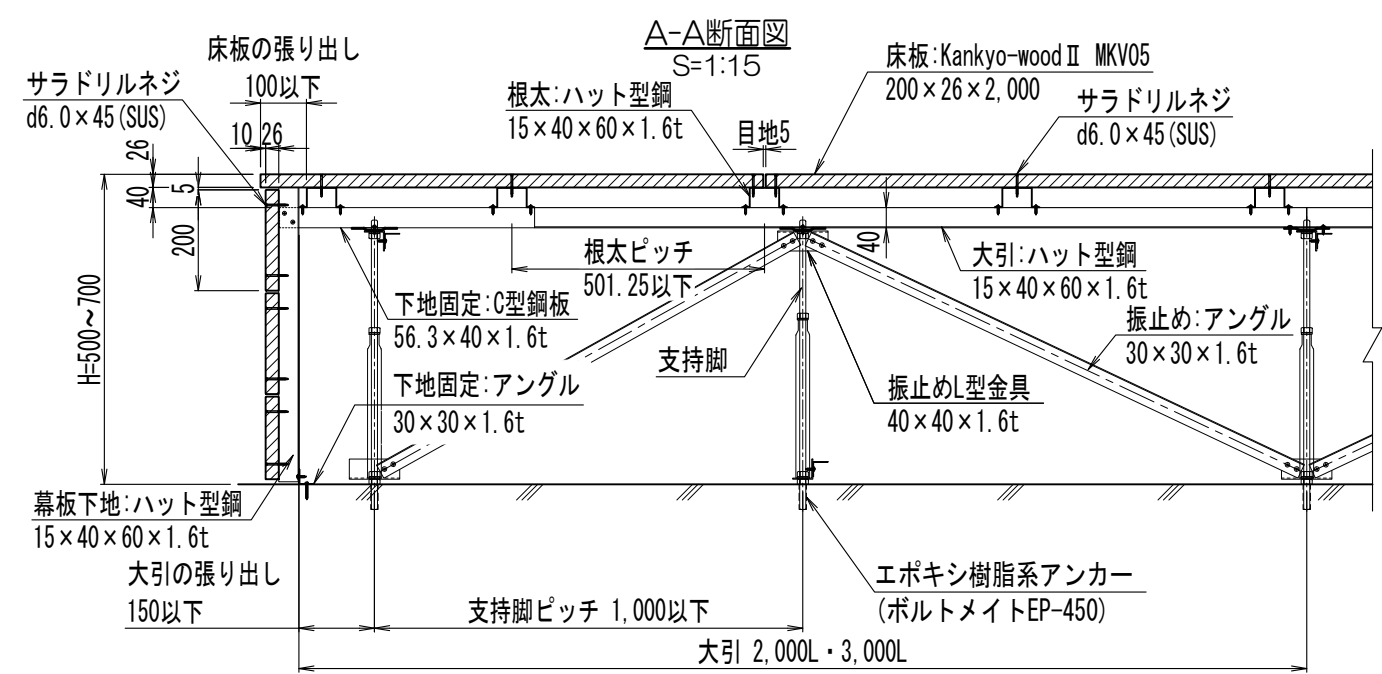 A-A断面図
S=1:15
床板の張り出し
100以下
サラドリルネジ
d6.0×45(SUS)
根太:ハット型鋼
15×40×60×1.6t
目地5
床板:Kankyo-woodⅡ MKV05
200×26×2,000
サラドリルネジ
d6.0×45(SUS)
10
26
26
40
5
200
H=500~700
根太ピッチ
501.25以下
40
大引:ハット型鋼
15×40×60×1.6t
下地固定:C型鋼板
56.3×40×1.6t
支持脚
振止め:アングル
30×30×1.6t
下地固定:アングル
30×30×1.6t
振止めL型金具
40×40×1.6t
幕板下地:ハット型鋼
15×40×60×1.6t
大引の張り出し
150以下
支持脚ピッチ 1,000以下
エポキシ樹脂系アンカー
(ボルトメイトEP-450)
大引 2,000L・3,000L